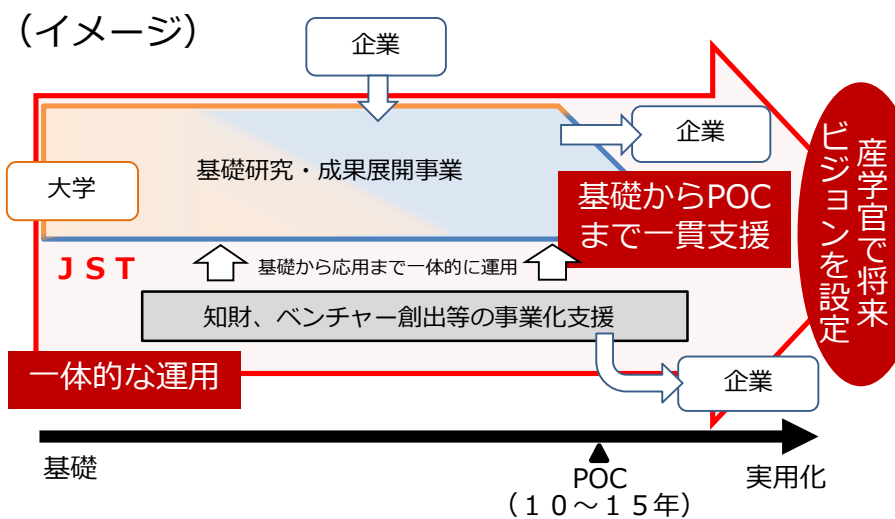 （イメージ）
企業
企業
大学
基礎研究・成果展開事業
基礎からPOC
まで一貫支援
産学官で将来
ビジョンを設定
ＪＳＴ
基礎から応用まで一体的に運用
知財、ベンチャー創出等の事業化支援
一体的な運用
企業
基礎
POC
（１０～１５年）
実用化